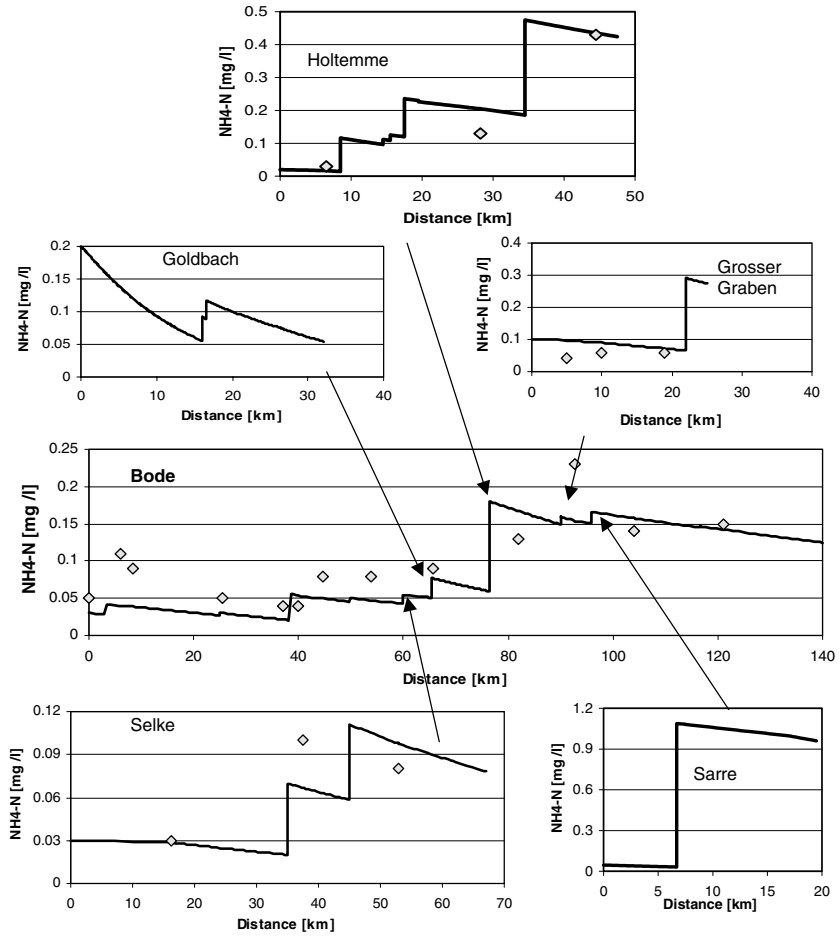 0.5
0.4
0.3
0.2
0.1
0
NH4-N [mg /l]
Holtemme
0 10 20 30 40 50
Distance [km]
0.2
0.15
0.1
0.05
0
NH4-N [mg /l]
Goldbach
0 10 20 30 40
Distance [km]
0.4
0.3
0.2
0.1
0
NH4-N [mg /l]
Grosser
Graben
0 10 20 30 40
Distance [km]
0.25
0.2
0.15
0.1
0.05
0
NH4-N [mg /l]
Bode
0 20 40 60 80 100 120 140
Distance [km]
0.12
0.09
0.06
0.03
0
NH4-N [mg /l]
Selke
0 10 20 30 40 50 60 70
Distance [km]
1.2
0.9
0.6
0.3
0
NH4-N [mg /l]
Sarre
0 5 10 15 20
Distance [km]